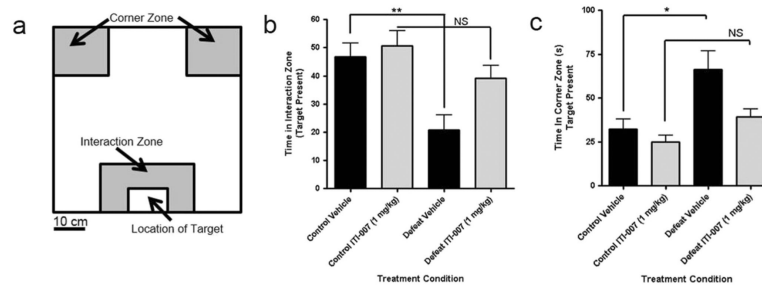 a
Corner Zone
Interaction Zone
10 cm
Location of Target
b
**
NS
Time in Interaction Zone
(Target Present)
60
50
40
30
20
10
0
Control Vehicle
Control ITI-007 (1 mg/kg)
Defeat Vehicle
Defeat ITI-007 (1 mg/kg)
Treatment Condition
c
*
NS
Time In Corner Zone (s)
Target Present
100
75
50
25
0
Control Vehicle
Control ITI-007 (1 mg/kg)
Defeat Vehicle
Defeat ITI-007 (1 mg/kg)
Treatment Condition